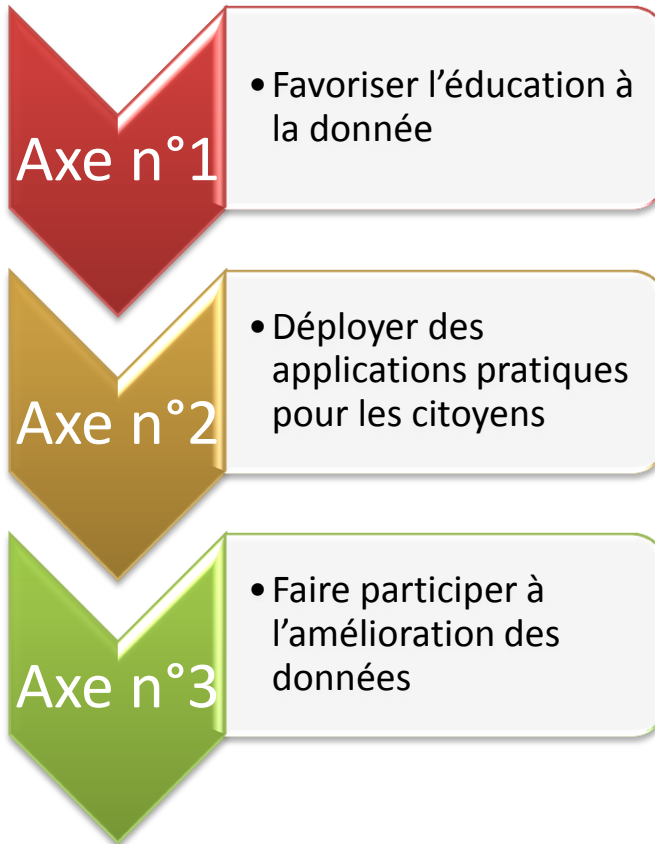 Axe n°1
• Favoriser l’éducation à
la donnée
Axe n°2
• Déployer des
applications pratiques
pour les citoyens
Axe n°3
• Faire participer à
l’amélioration des
données